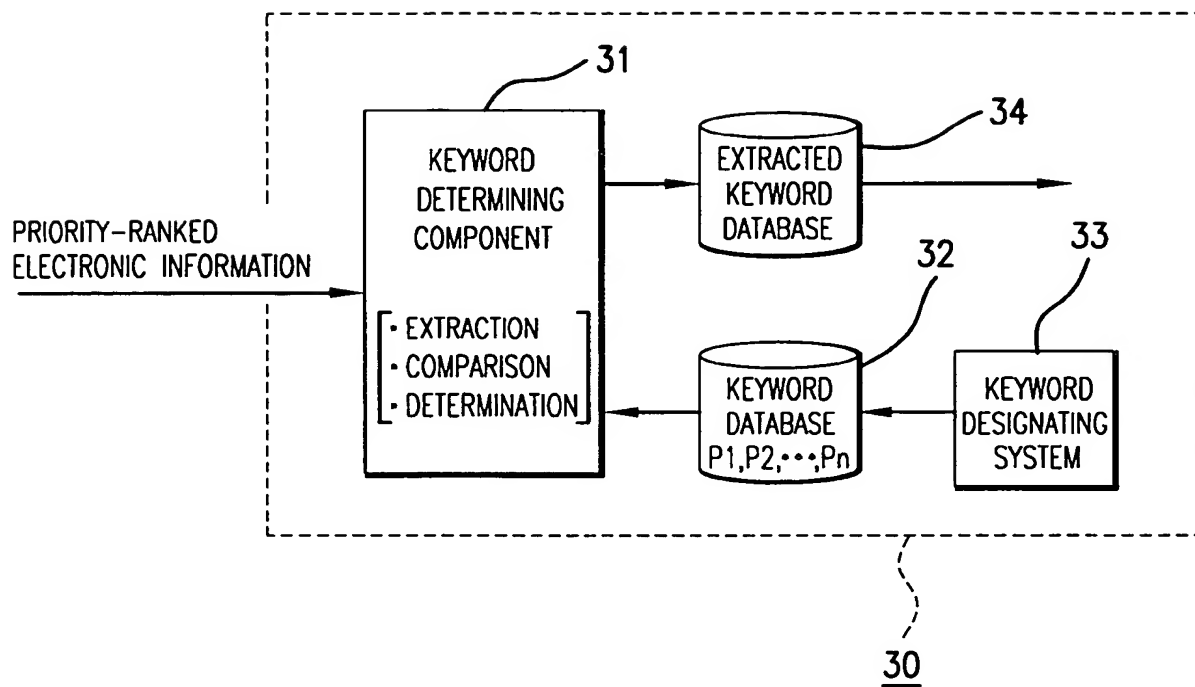 31
34
KEYWORD
DETERMINING
COMPONENT
EXTRACTED
KEYWORD
DATABASE
PRIORITY-RANKED
ELECTRONIC INFORMATION
32
33
• EXTRACTION
• COMPARISON
• DETERMINATION
KEYWORD
DATABASE
P1,P2,•••,Pn
KEYWORD
DESIGNATING
SYSTEM
30